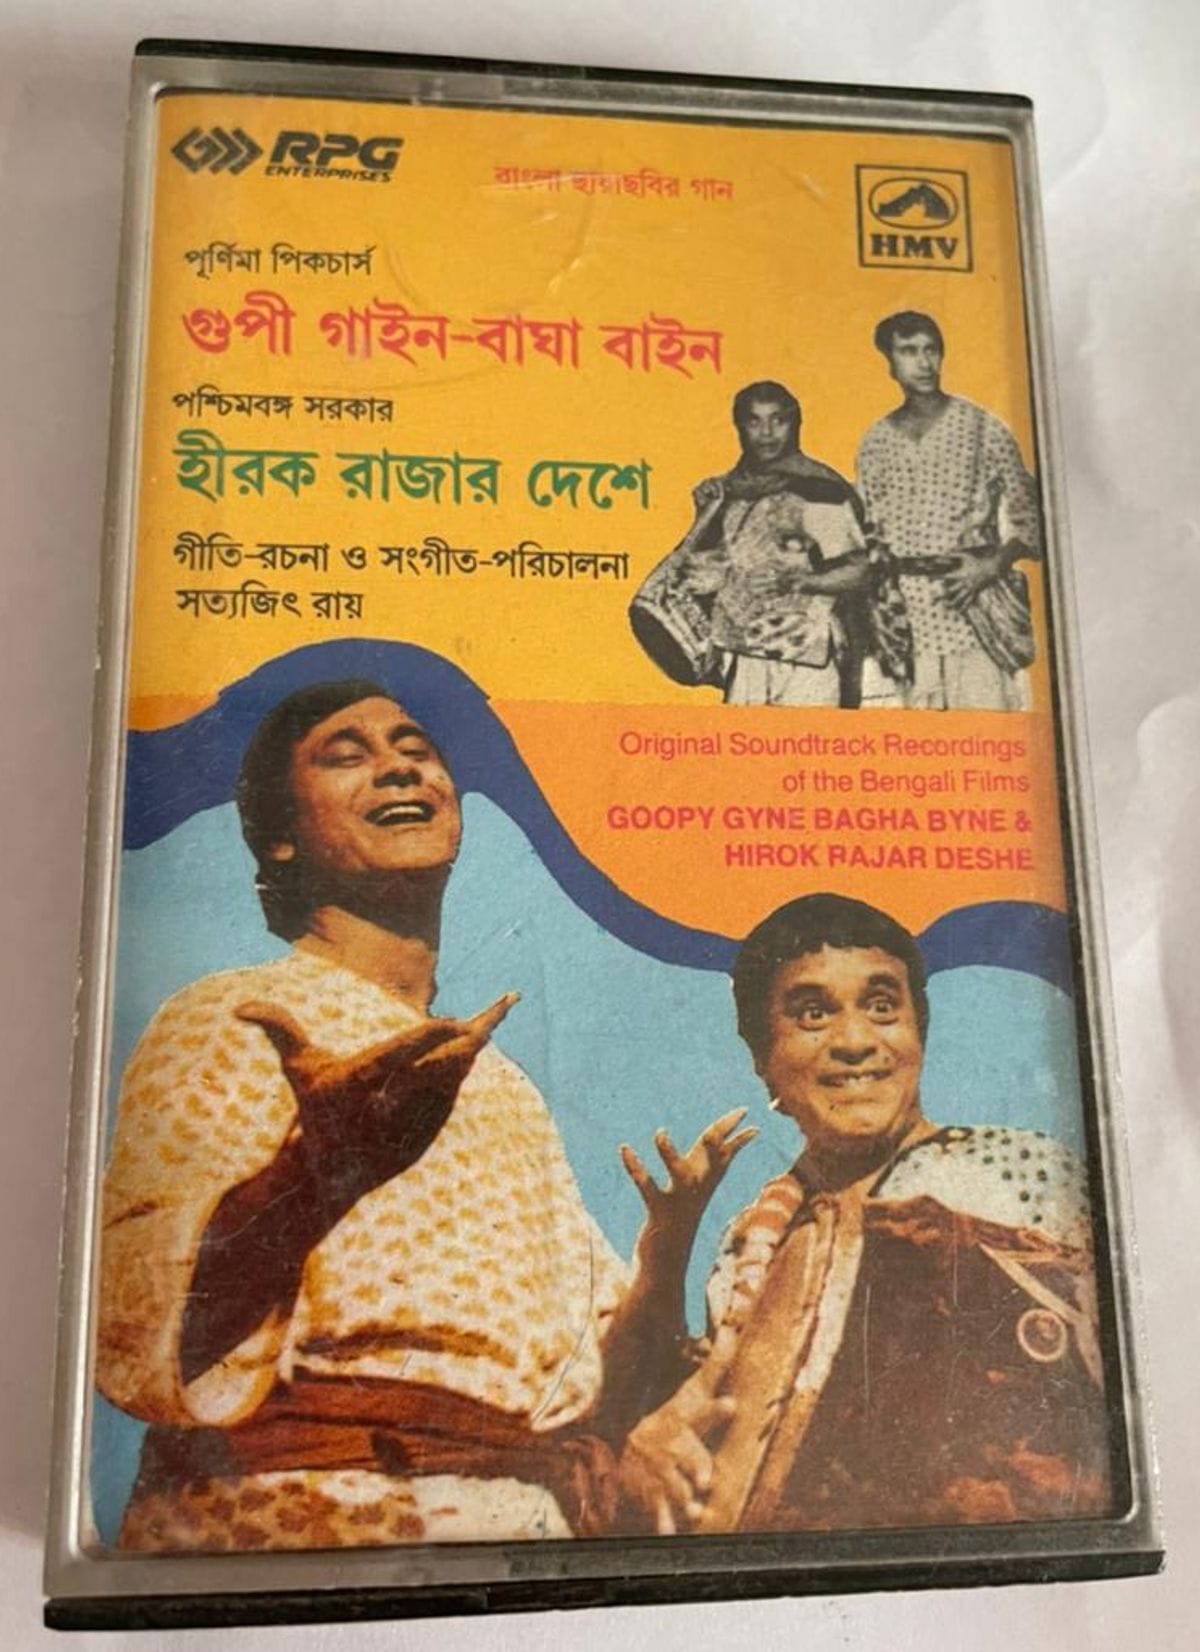 RPG
ENTERPRISES
বাংলা ছায়াছবির গান
HMV
পূর্ণিমা পিকচার্স
গুপী গাইন-বাঘা বাইন
পশ্চিমবঙ্গ সরকার
হীরক রাজার দেশে
গীতি-রচনা ও সংগীত-পরিচালনা
সত্যজিৎ রায়
Original Soundtrack Recordings
of the Bengali Films
GOOPY GYNE BAGHA BYNE &
HIROK RAJAR DESHE